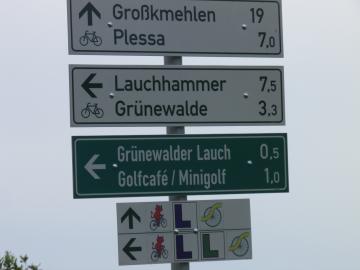 Großkmehlen 19
Plessa 7,0
Lauchhammer 7,5
Grünewalde 3,3
Grünewalder Lauch 0,5
Golfcafé / Minigolf 1,0
L
L L